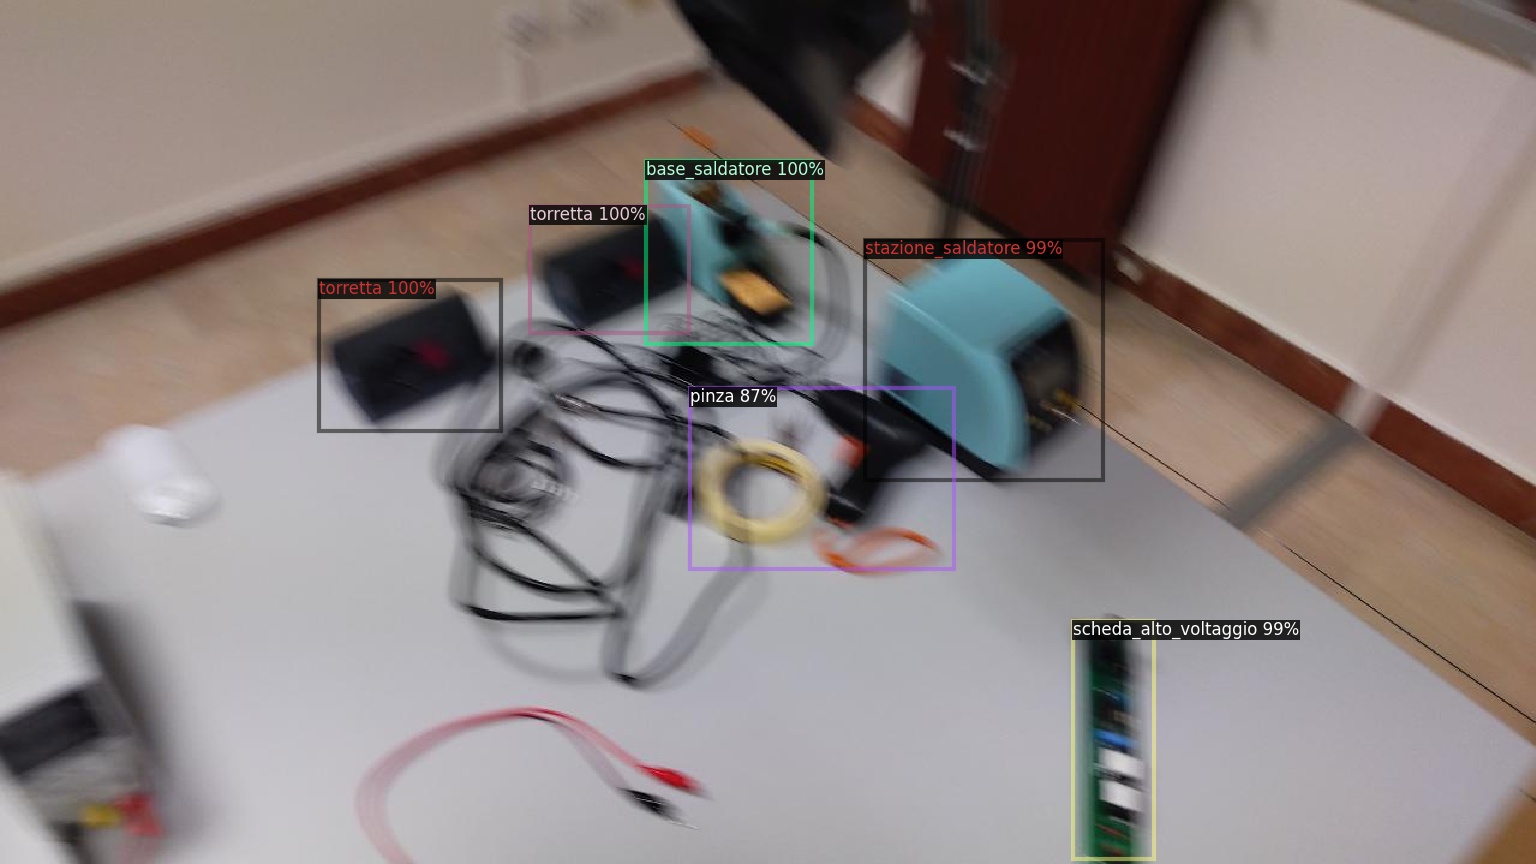 base_saldatore 100%
torretta 100%
stazione_saldatore 99%
torretta 100%
pinza 87%
scheda_alto_voltaggio 99%